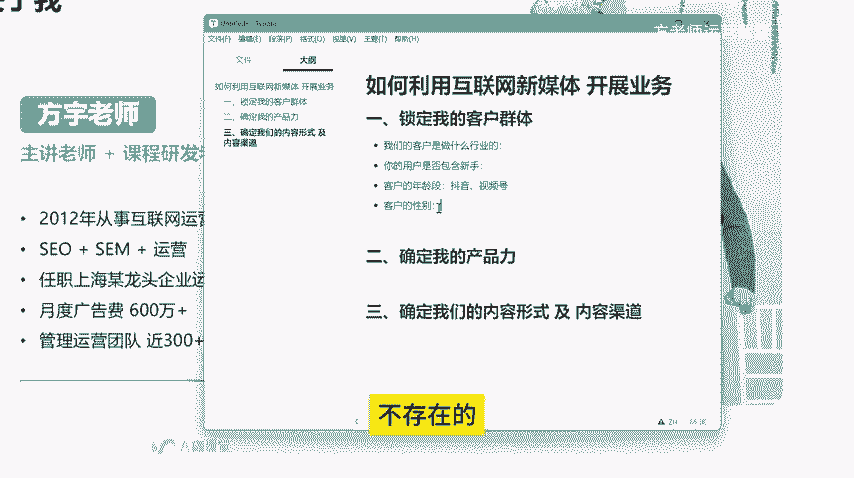 了我
方宇老师
主讲老师 + 课程研发
2012年从事互联网运营
SEO + SEM + 运营
任职上海某龙头企业运
月度广告费 600万+
管理运营团队 近300+
文件(F) 编辑(E) 段落(P) 格式(O) 视图(V) 主题(T) 帮助(H)
文件 大纲
如何利用互联网新媒体 开展业务
一、锁定我的客户群体
二、确定我的产品力
三、确定我们的内容形式 及
内容渠道
如何利用互联网新媒体 开展业务
一、锁定我的客户群体
我们的客户是做什么行业的:
你的用户是否包含新手:
客户的年龄段: 抖音、视频号
客户的性别:
二、确定我的产品力
三、确定我们的内容形式 及 内容渠道
不存在的